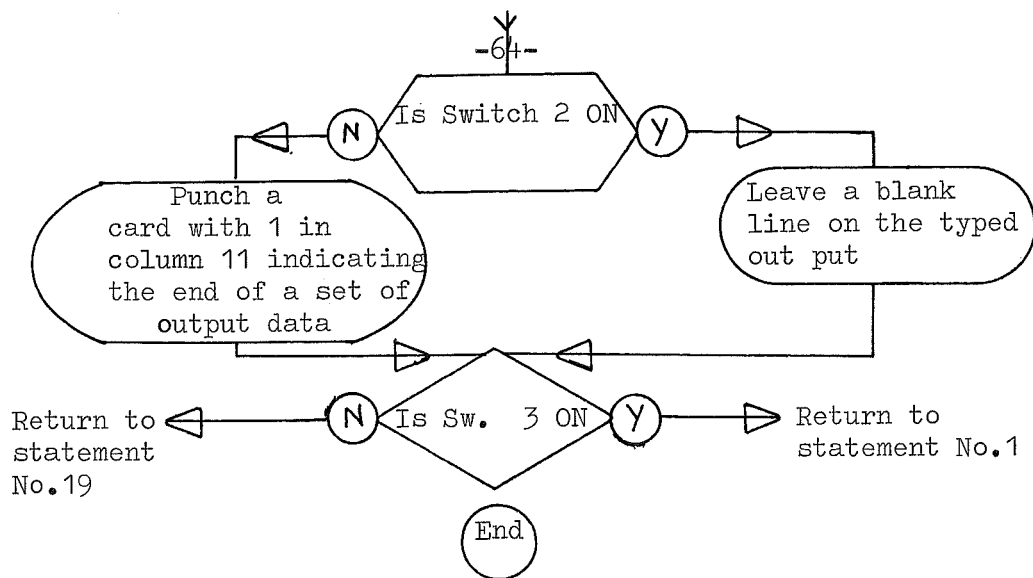 -64-
Is Switch 2 ON
N
Y
Punch a
card with 1 in
column 11 indicating
the end of a set of
output data
Leave a blank
line on the typed
out put
N
Is Sw. 3 ON
Y
Return to
statement
No.19
Return to
statement No.1
End